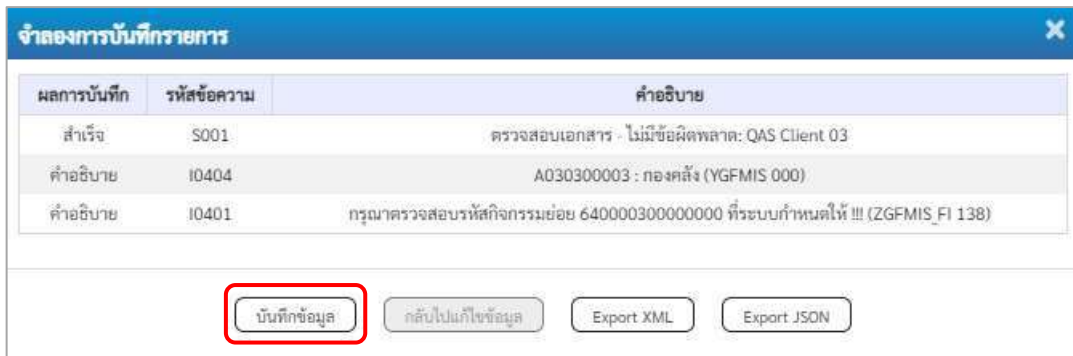 จำลองการบันทึกรายการ
ผลการบันทึก รหัสข้อความ คำอธิบาย
สำเร็จ S001 ตรวจสอบเอกสาร - ไม่มีข้อผิดพลาด: QAS Client 03
คำอธิบาย I0404 A030300003 : กองคลัง (YGFMIS 000)
คำอธิบาย I0401 กรุณาตรวจสอบรหัสกิจกรรมย่อย 640000300000000 ที่ระบบกำหนดให้ !!! (ZGFMIS_FI 138)
บันทึกข้อมูล กลับไปแก้ไขข้อมูล Export XML Export JSON